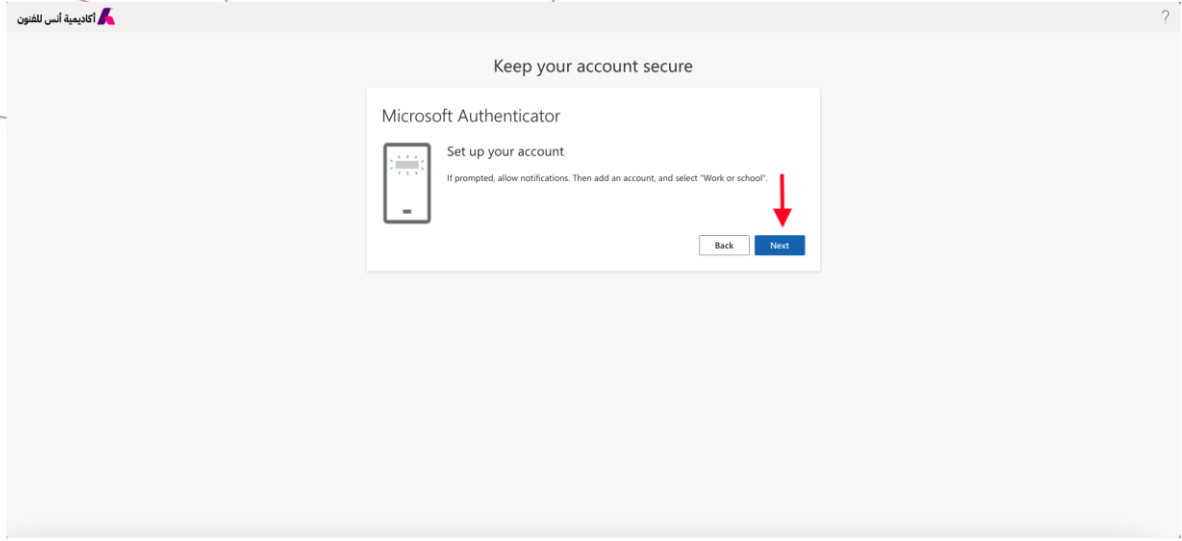 أكاديمية أنس للفنون
?
Keep your account secure
Microsoft Authenticator
Set up your account
If prompted, allow notifications. Then add an account, and select "Work or school".
Back
Next